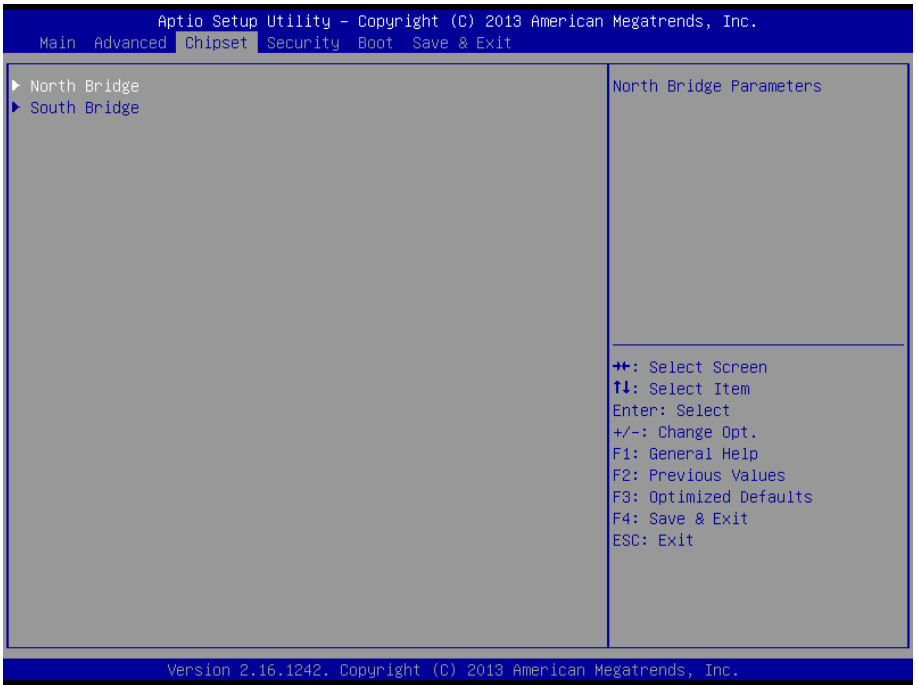 Aptio Setup Utility – Copyright (C) 2013 American Megatrends, Inc.
Main Advanced Chipset Security Boot Save & Exit
▶ North Bridge
▶ South Bridge
North Bridge Parameters
→←: Select Screen
↑↓: Select Item
Enter: Select
+/-: Change Opt.
F1: General Help
F2: Previous Values
F3: Optimized Defaults
F4: Save & Exit
ESC: Exit
Version 2.16.1242. Copyright (C) 2013 American Megatrends, Inc.